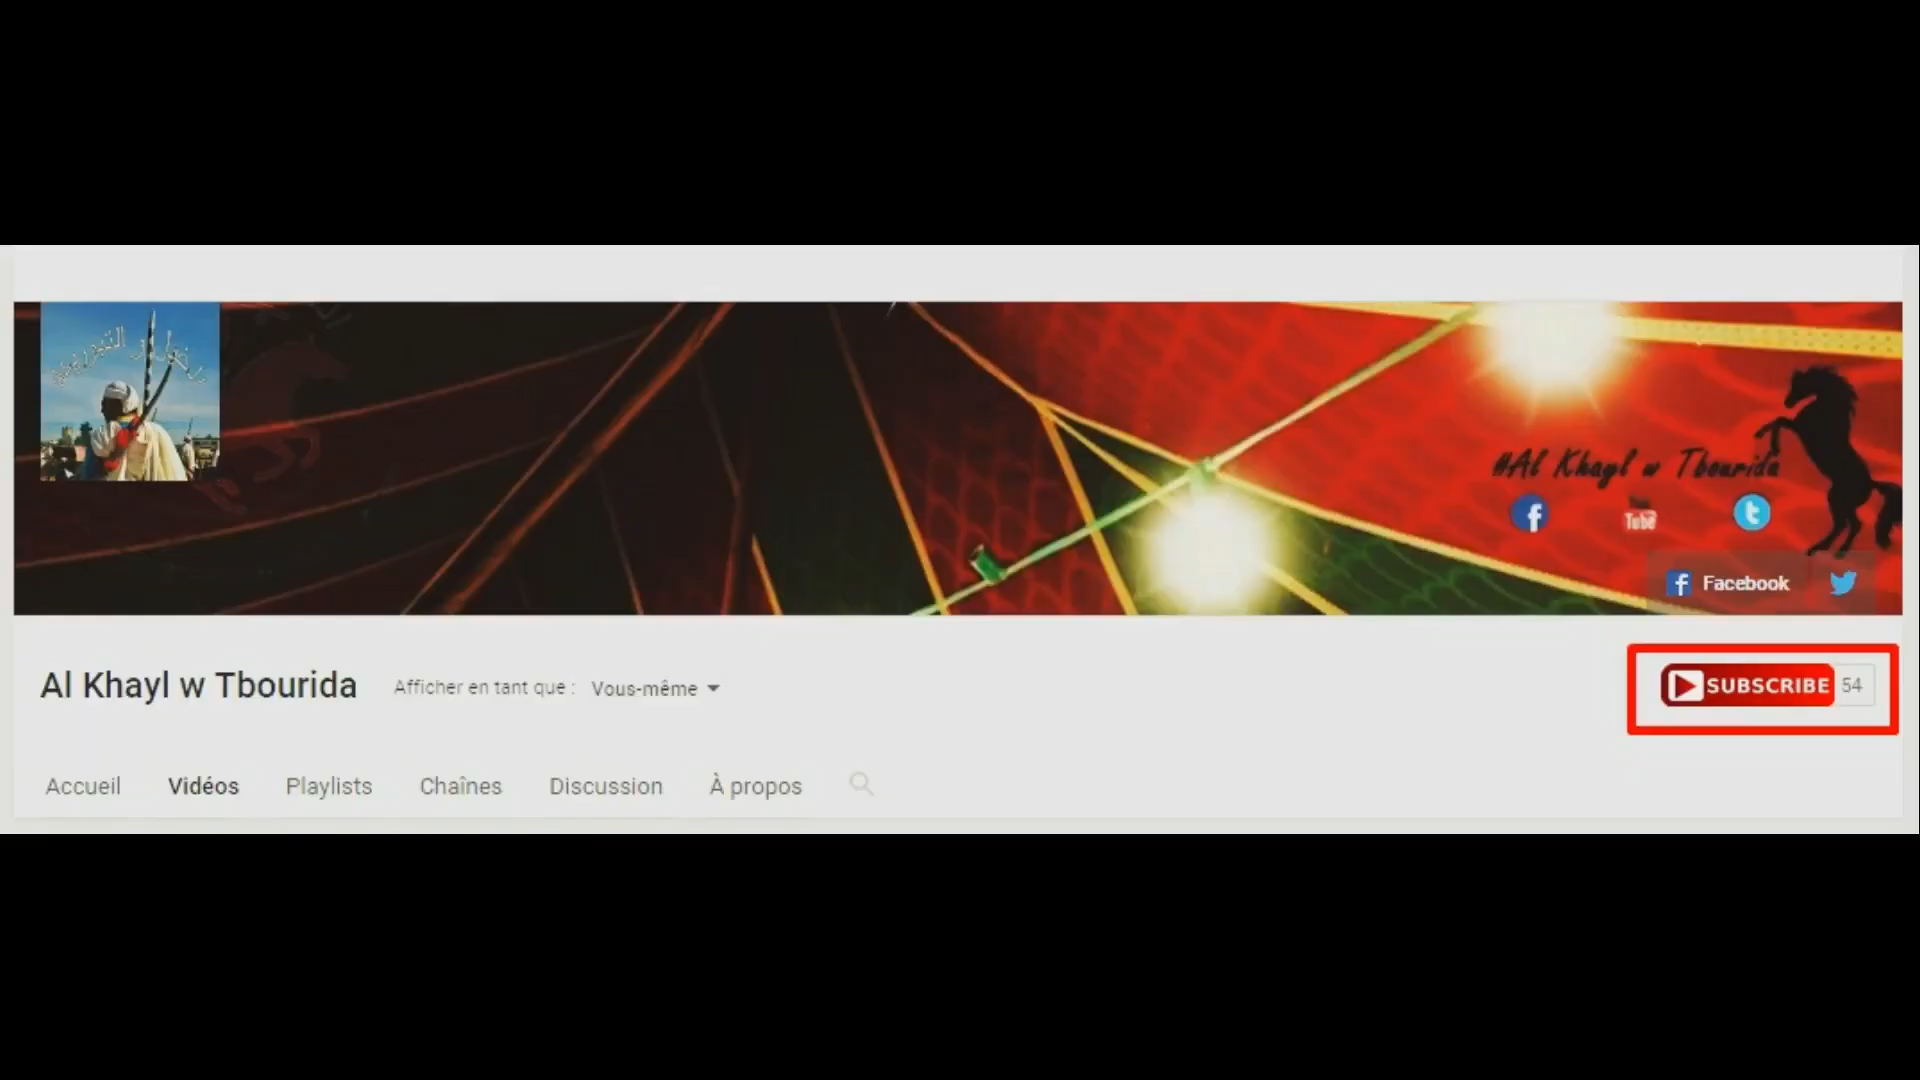 #Al Khayl w Tbourida
You
Tube
Facebook
Al Khayl w Tbourida
Afficher en tant que :
Vous-même
SUBSCRIBE
54
Accueil
Vidéos
Playlists
Chaînes
Discussion
À propos